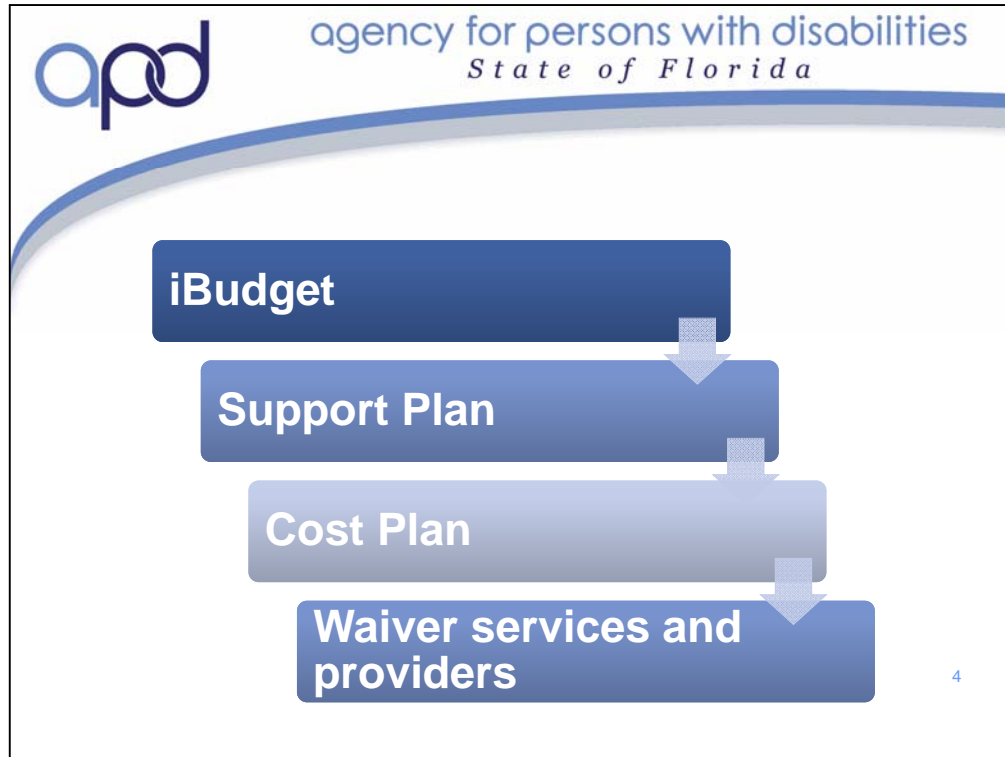 apd
agency for persons with disabilities
State of Florida
iBudget
Support Plan
Cost Plan
Waiver services and
providers
4